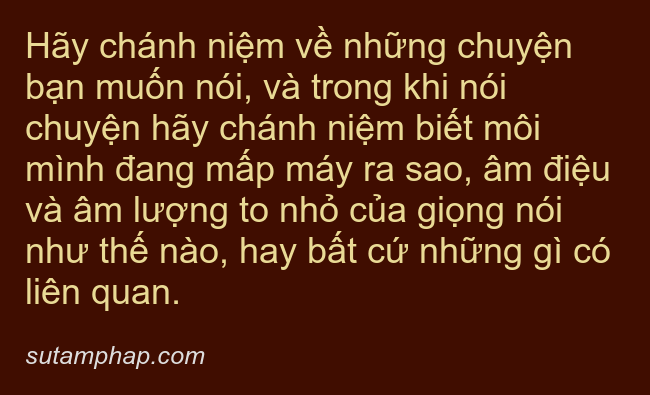 Hãy chánh niệm về những chuyện
bạn muốn nói, và trong khi nói
chuyện hãy chánh niệm biết môi
mình đang mấp máy ra sao, âm điệu
và âm lượng to nhỏ của giọng nói
như thế nào, hay bất cứ những gì có
liên quan.
sutamphap.com